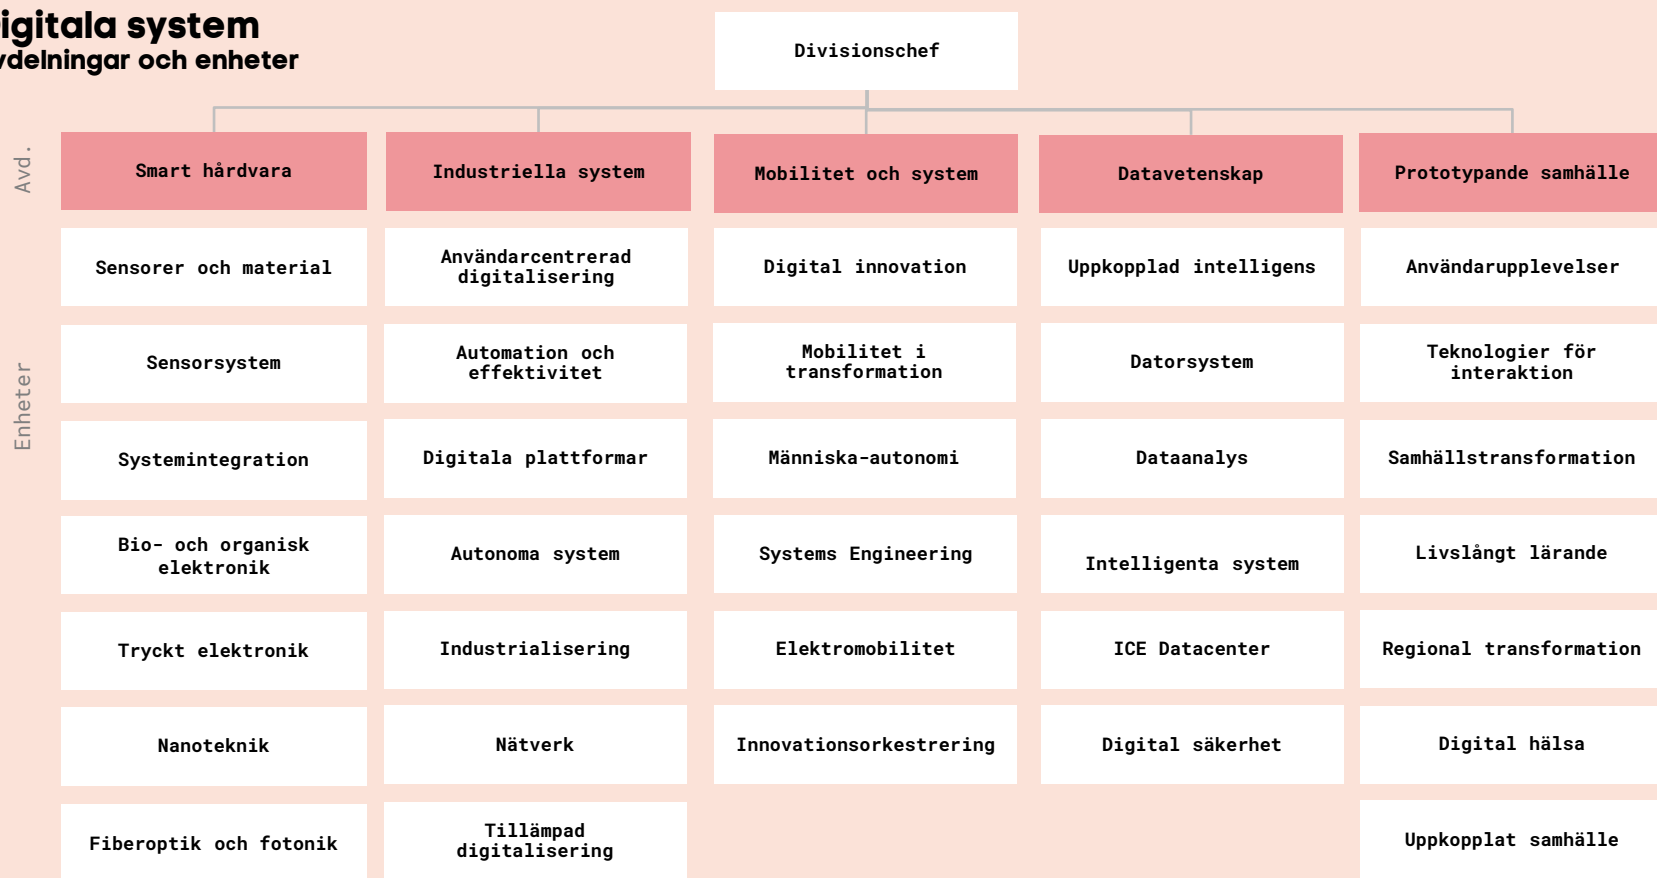 igitala system
vdelningar och enheter
Divisionschef
Avd.
Smart hårdvara
Industriella system
Mobilitet och system
Datavetenskap
Prototypande samhälle
Enheter
Sensorer och material
Sensorsystem
Systemintegration
Bio- och organisk
elektronik
Tryckt elektronik
Nanoteknik
Fiberoptik och fotonik
Användarcentrerad
digitalisering
Automation och
effektivitet
Digitala plattformar
Autonoma system
Industrialisering
Nätverk
Tillämpad
digitalisering
Digital innovation
Mobilitet i
transformation
Människa-autonomi
Systems Engineering
Elektromobilitet
Innovationsorkestrering
Uppkopplad intelligens
Datorsystem
Dataanalys
Intelligenta system
ICE Datacenter
Digital säkerhet
Användarupplevelser
Teknologier för
interaktion
Samhällstransformation
Livslångt lärande
Regional transformation
Digital hälsa
Uppkopplat samhälle